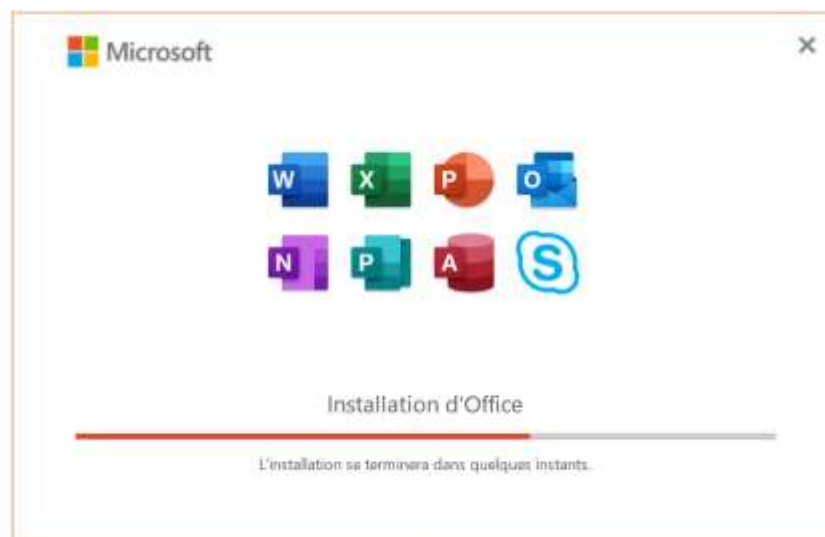 Microsoft
W X P O
N P A S
Installation d'Office
L'installation se terminera dans quelques instants.